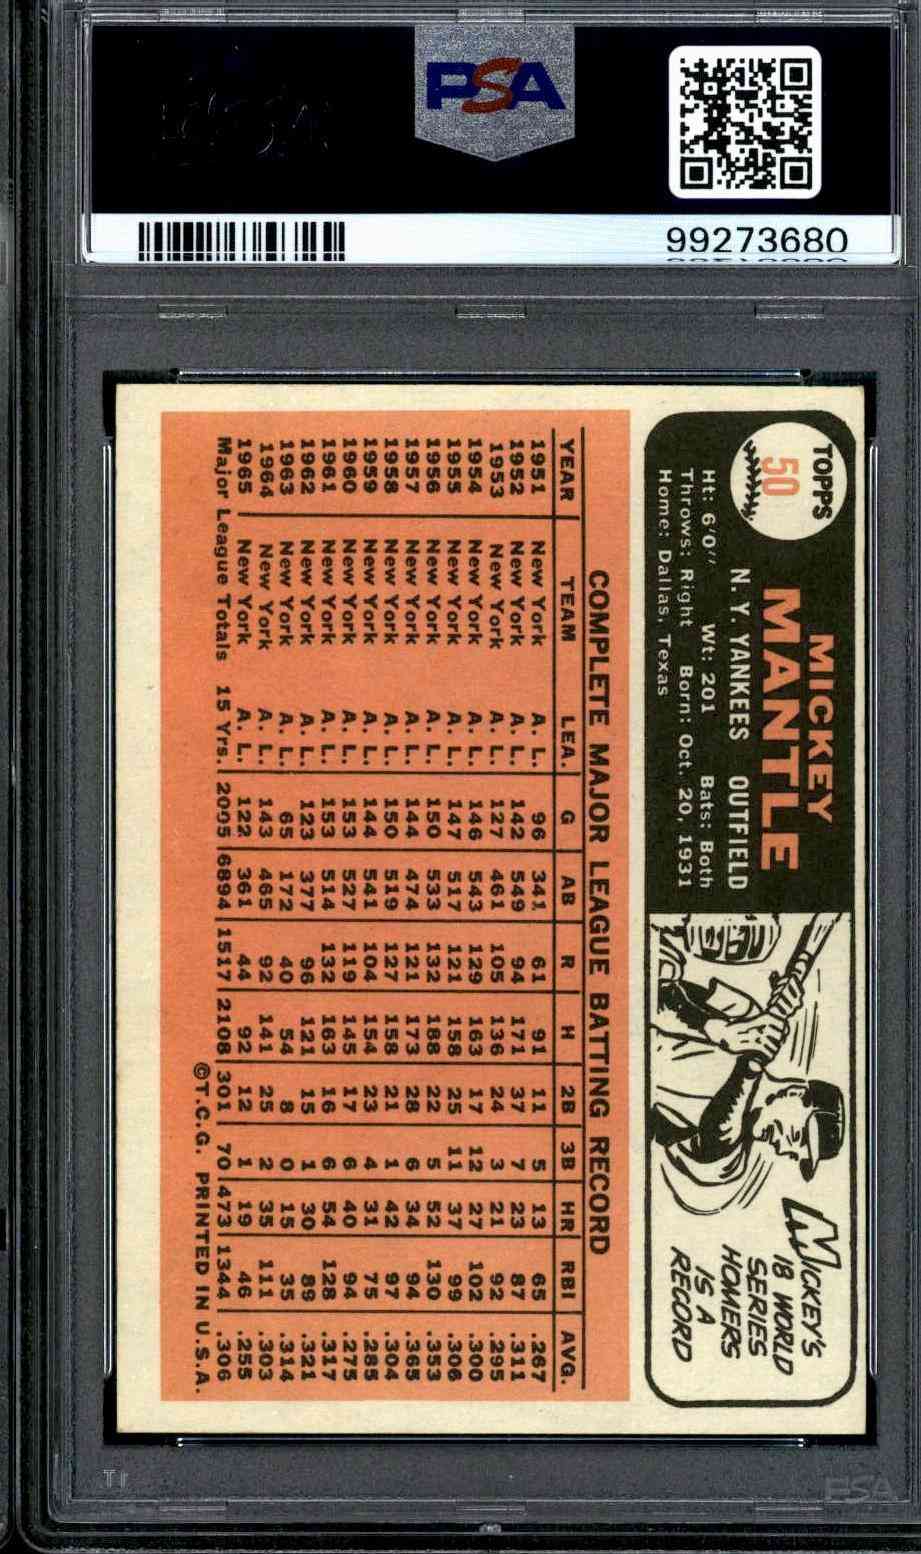 PSA
99273680
TOPPS
50
MICKEY
MANTLE
N. Y. YANKEES OUTFIELD
Ht: 6'0'' Wt: 201 Bats: Both
Throws: Right Born: Oct. 20, 1931
Home: Dallas, Texas
MICKEY'S
18 WORLD
SERIES
HOMERS
IS A
RECORD
COMPLETE MAJOR LEAGUE BATTING RECORD
YEAR TEAM LEA. G AB R H 2B 3B HR RBI AVG.
1951 New York A. L. 96 341 61 91 11 5 13 65 .267
1952 New York A. L. 142 549 94 171 37 7 23 87 .311
1953 New York A. L. 127 461 105 136 24 3 21 92 .295
1954 New York A. L. 146 543 129 163 17 12 27 102 .300
1955 New York A. L. 147 517 121 158 25 11 37 99 .306
1956 New York A. L. 150 533 132 188 22 5 52 130 .353
1957 New York A. L. 144 474 121 173 28 6 34 94 .365
1958 New York A. L. 150 519 127 158 21 1 42 97 .304
1959 New York A. L. 144 541 104 154 23 4 31 75 .285
1960 New York A. L. 153 527 119 145 17 6 40 94 .275
1961 New York A. L. 153 514 132 163 16 6 54 128 .317
1962 New York A. L. 123 377 96 121 15 1 30 89 .321
1963 New York A. L. 65 172 40 54 8 0 15 35 .314
1964 New York A. L. 143 465 92 141 25 2 35 111 .303
1965 New York A. L. 122 361 44 92 12 1 19 46 .255
Major League Totals 15 Yrs. 2005 6894 1517 2108 301 70 473 1344 .306
©T.C.G. PRINTED IN U.S.A.
PSA